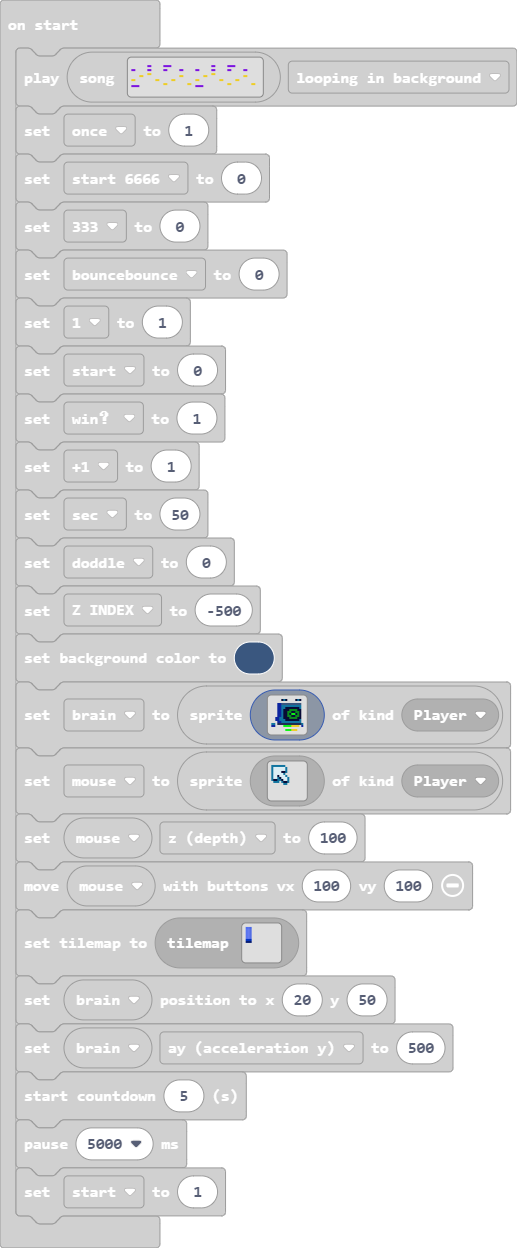 on start
play song looping in background
set once to 1
set start 6666 to 0
set 333 to 0
set bouncebounce to 0
set l to 1
set start to 0
set win? to 1
set +1 to 1
set sec to 50
set doddle to 0
set Z INDEX to -500
set background color to
set brain to sprite of kind Player
set mouse to sprite of kind Player
set mouse z (depth) to 100
move mouse with buttons vx 100 vy 100
set tilemap to tilemap
set brain position to x 20 y 50
set brain ay (acceleration y) to 500
start countdown 5 (s)
pause 5000 ms
set start to 1